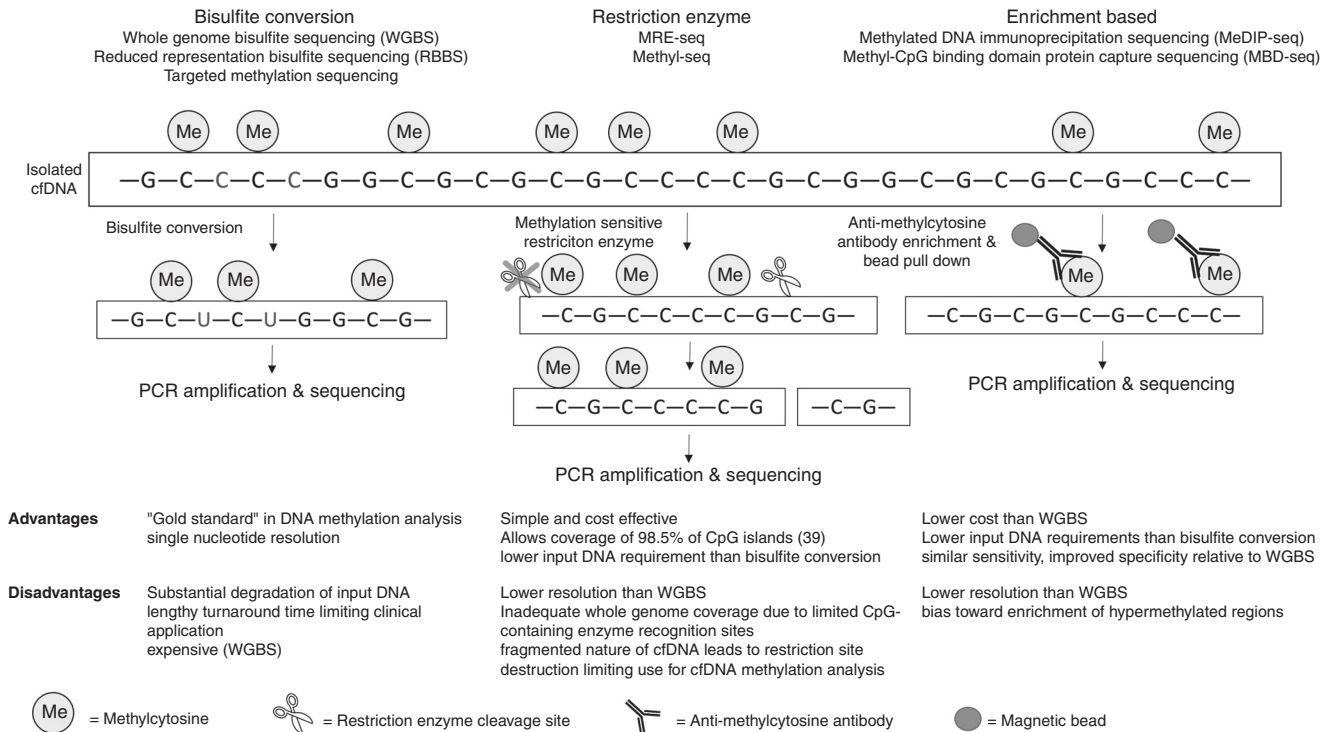 Bisulfite conversion
Whole genome bisulfite sequencing (WGBS)
Reduced representation bisulfite sequencing (RBBS)
Targeted methylation sequencing
Restriction enzyme
MRE-seq
Methyl-seq
Enrichment based
Methylated DNA immunoprecipitation sequencing (MeDIP-seq)
Methyl-CpG binding domain protein capture sequencing (MBD-seq)
Me Me Me Me Me Me Me Me
Isolated
cfDNA
—G—C—C—C—C—G—G—C—G—C—G—C—G—C—C—C—C—G—C—G—G—C—G—C—G—C—G—C—C—C—
Bisulfite conversion
Me Me Me
—G—C—U—C—U—G—G—C—G—
PCR amplification & sequencing
Methylation sensitive
restriciton enzyme
Me Me Me
—C—G—C—C—C—C—G—C—G—
Me Me Me
—C—G—C—C—C—C—G
—C—G—
PCR amplification & sequencing
Anti-methylcytosine
antibody enrichment &
bead pull down
Me Me
—C—G—C—G—C—G—C—C—C—
PCR amplification & sequencing
Advantages
"Gold standard" in DNA methylation analysis
single nucleotide resolution
Simple and cost effective
Allows coverage of 98.5% of CpG islands (39)
lower input DNA requirement than bisulfite conversion
Lower cost than WGBS
Lower input DNA requirements than bisulfite conversion
similar sensitivity, improved specificity relative to WGBS
Disadvantages
Substantial degradation of input DNA
lengthy turnaround time limiting clinical
application
expensive (WGBS)
Lower resolution than WGBS
Inadequate whole genome coverage due to limited CpG-
containing enzyme recognition sites
fragmented nature of cfDNA leads to restriction site
destruction limiting use for cfDNA methylation analysis
Lower resolution than WGBS
bias toward enrichment of hypermethylated regions
Me = Methylcytosine
= Restriction enzyme cleavage site
= Anti-methylcytosine antibody
= Magnetic bead